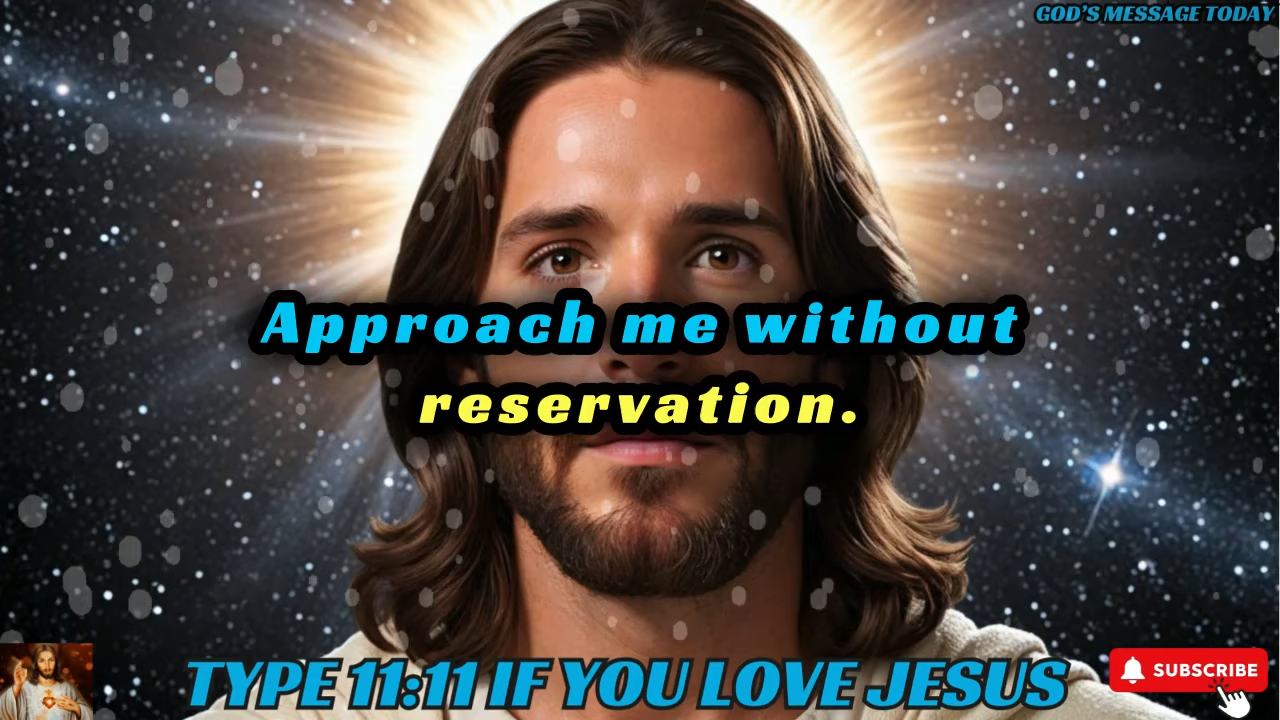 GOD'S MESSAGE TODAY
Approach me without
reservation.
TYPE 11:11 IF YOU LOVE JESUS
SUBSCRIBE